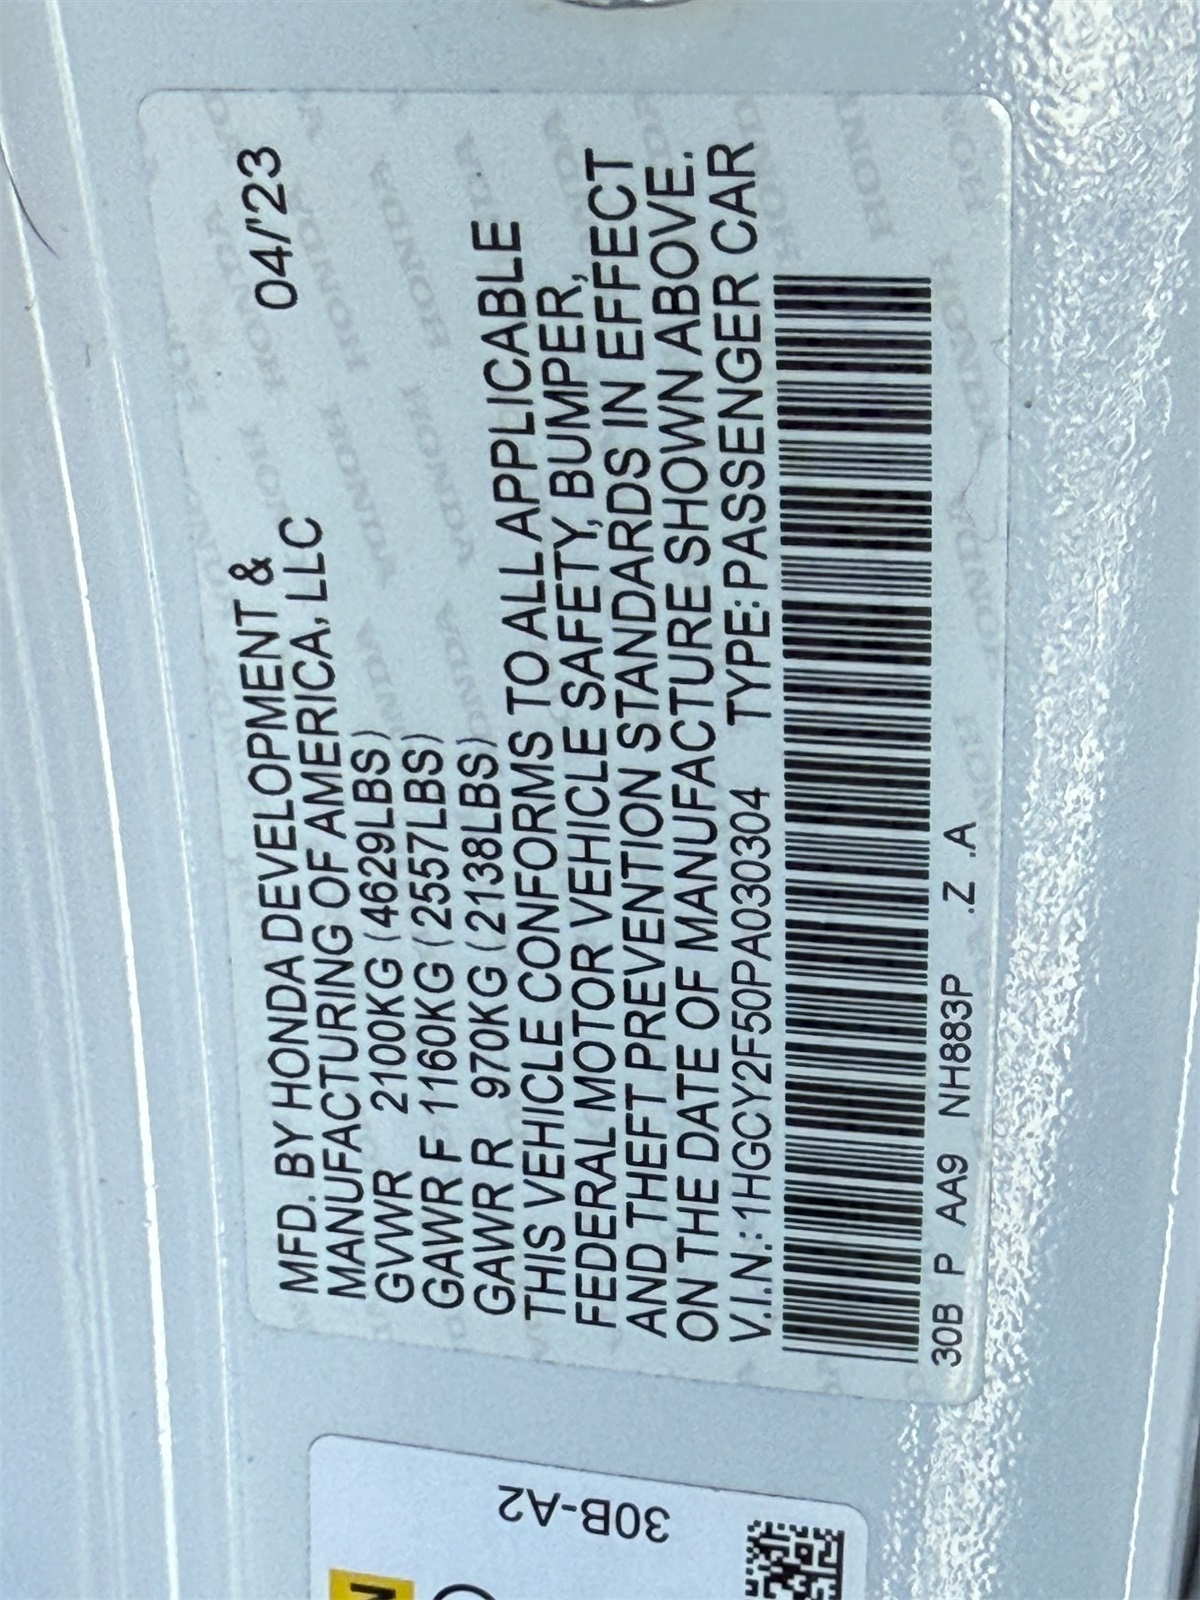 MFD. BY HONDA DEVELOPMENT & 04/'23
MANUFACTURING OF AMERICA, LLC
GVWR 2100KG (4629LBS)
GAWR F 1160KG (2557LBS)
GAWR R 970KG (2138LBS)
THIS VEHICLE CONFORMS TO ALL APPLICABLE
FEDERAL MOTOR VEHICLE SAFETY, BUMPER,
AND THEFT PREVENTION STANDARDS IN EFFECT
ON THE DATE OF MANUFACTURE SHOWN ABOVE.
V.I.N.: 1HGCY2F50PA030304 TYPE: PASSENGER CAR
30B P AA9 NH883P .Z .A
30B-A2